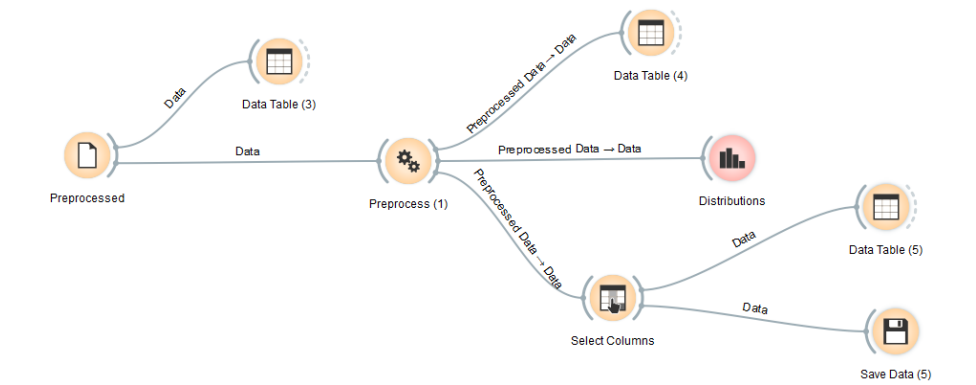 Data
Data Table (3)
Preprocessed
Data
Preprocess (1)
Preprocessed Data → Data
Data Table (4)
Preprocessed Data → Data
Distributions
Preprocessed Data → Data
Select Columns
Data
Data Table (5)
Data
Save Data (5)